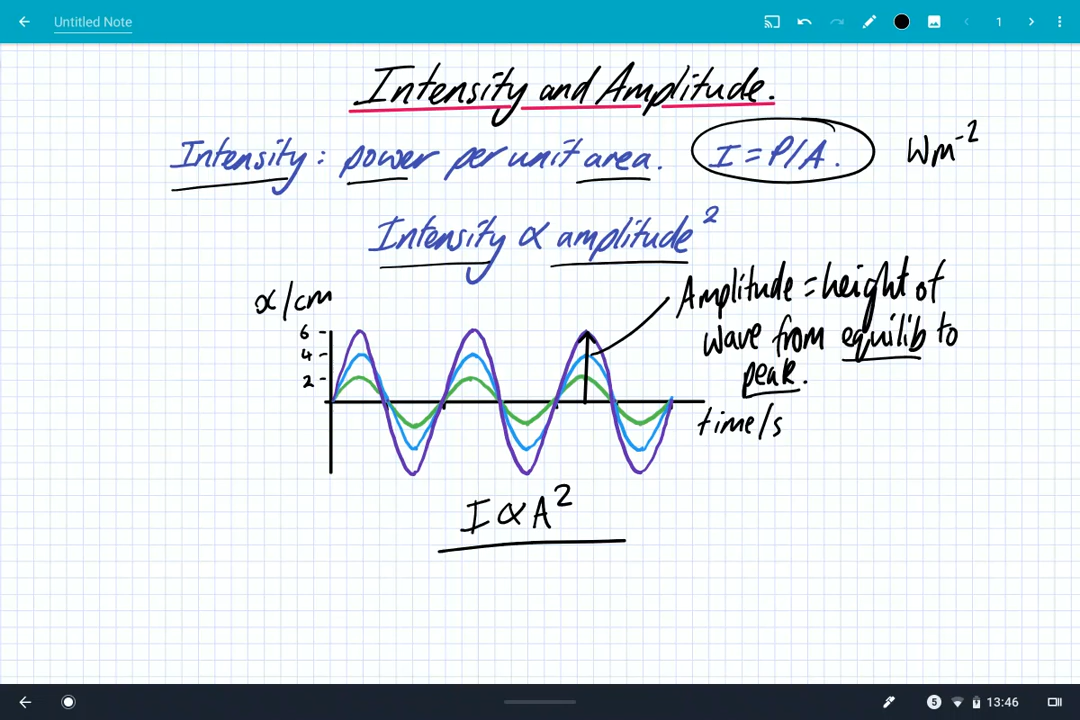 Untitled Note
1
Intensity and Amplitude.
Intensity: power per unit area. I = P/A. Wm⁻²
Intensity ∝ amplitude²
Amplitude = height of
wave from equilib to
peak.
x/cm
6
4
2
time/s
I ∝ A²
5 13:46